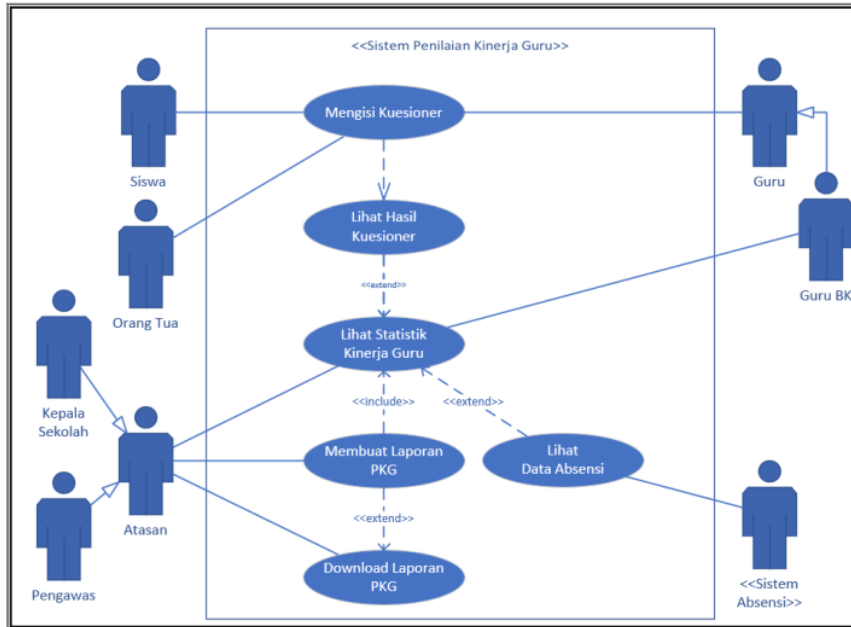 <<Sistem Penilaian Kinerja Guru>>
Mengisi Kuesioner
Siswa
Guru
Lihat Hasil
Kuesioner
Guru BK
<<extend>>
Orang Tua
Lihat Statistik
Kinerja Guru
Kepala
Sekolah
<<include>>
<<extend>>
Membuat Laporan
PKG
Lihat
Data Absensi
Atasan
<<extend>>
Download Laporan
PKG
Pengawas
<<Sistem
Absensi>>